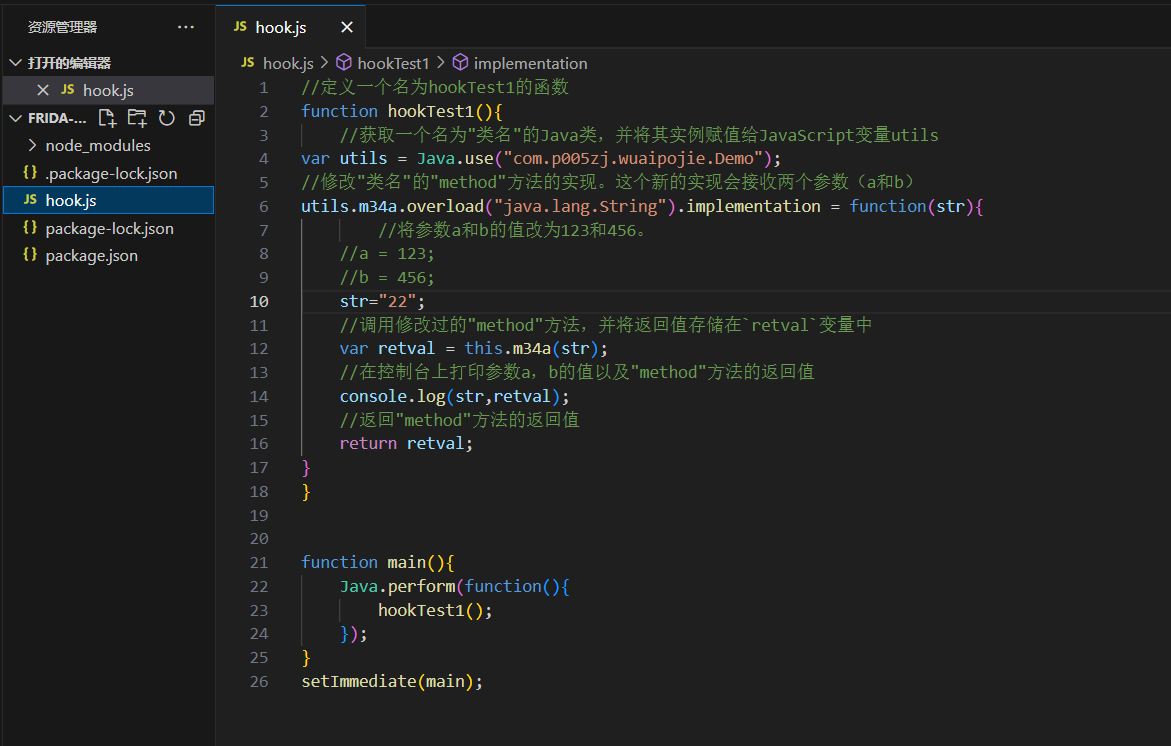 资源管理器 ···
打开的编辑器
JS hook.js
FRIDA-...
node_modules
{} .package-lock.json
JS hook.js
{} package-lock.json
{} package.json
JS hook.js
JS hook.js > hookTest1 > implementation
1 //定义一个名为hookTest1的函数
2 function hookTest1(){
3 //获取一个名为"类名"的Java类，并将其实例赋值给JavaScript变量utils
4 var utils = Java.use("com.p005zj.wuaipojie.Demo");
5 //修改"类名"的"method"方法的实现。这个新的实现会接收两个参数（a和b）
6 utils.m34a.overload("java.lang.String").implementation = function(str){
7 //将参数a和b的值改为123和456。
8 //a = 123;
9 //b = 456;
10 str="22";
11 //调用修改过的"method"方法，并将返回值存储在`retval`变量中
12 var retval = this.m34a(str);
13 //在控制台上打印参数a，b的值以及"method"方法的返回值
14 console.log(str,retval);
15 //返回"method"方法的返回值
16 return retval;
17 }
18 }
19
20
21 function main(){
22 Java.perform(function(){
23 hookTest1();
24 });
25 }
26 setImmediate(main);